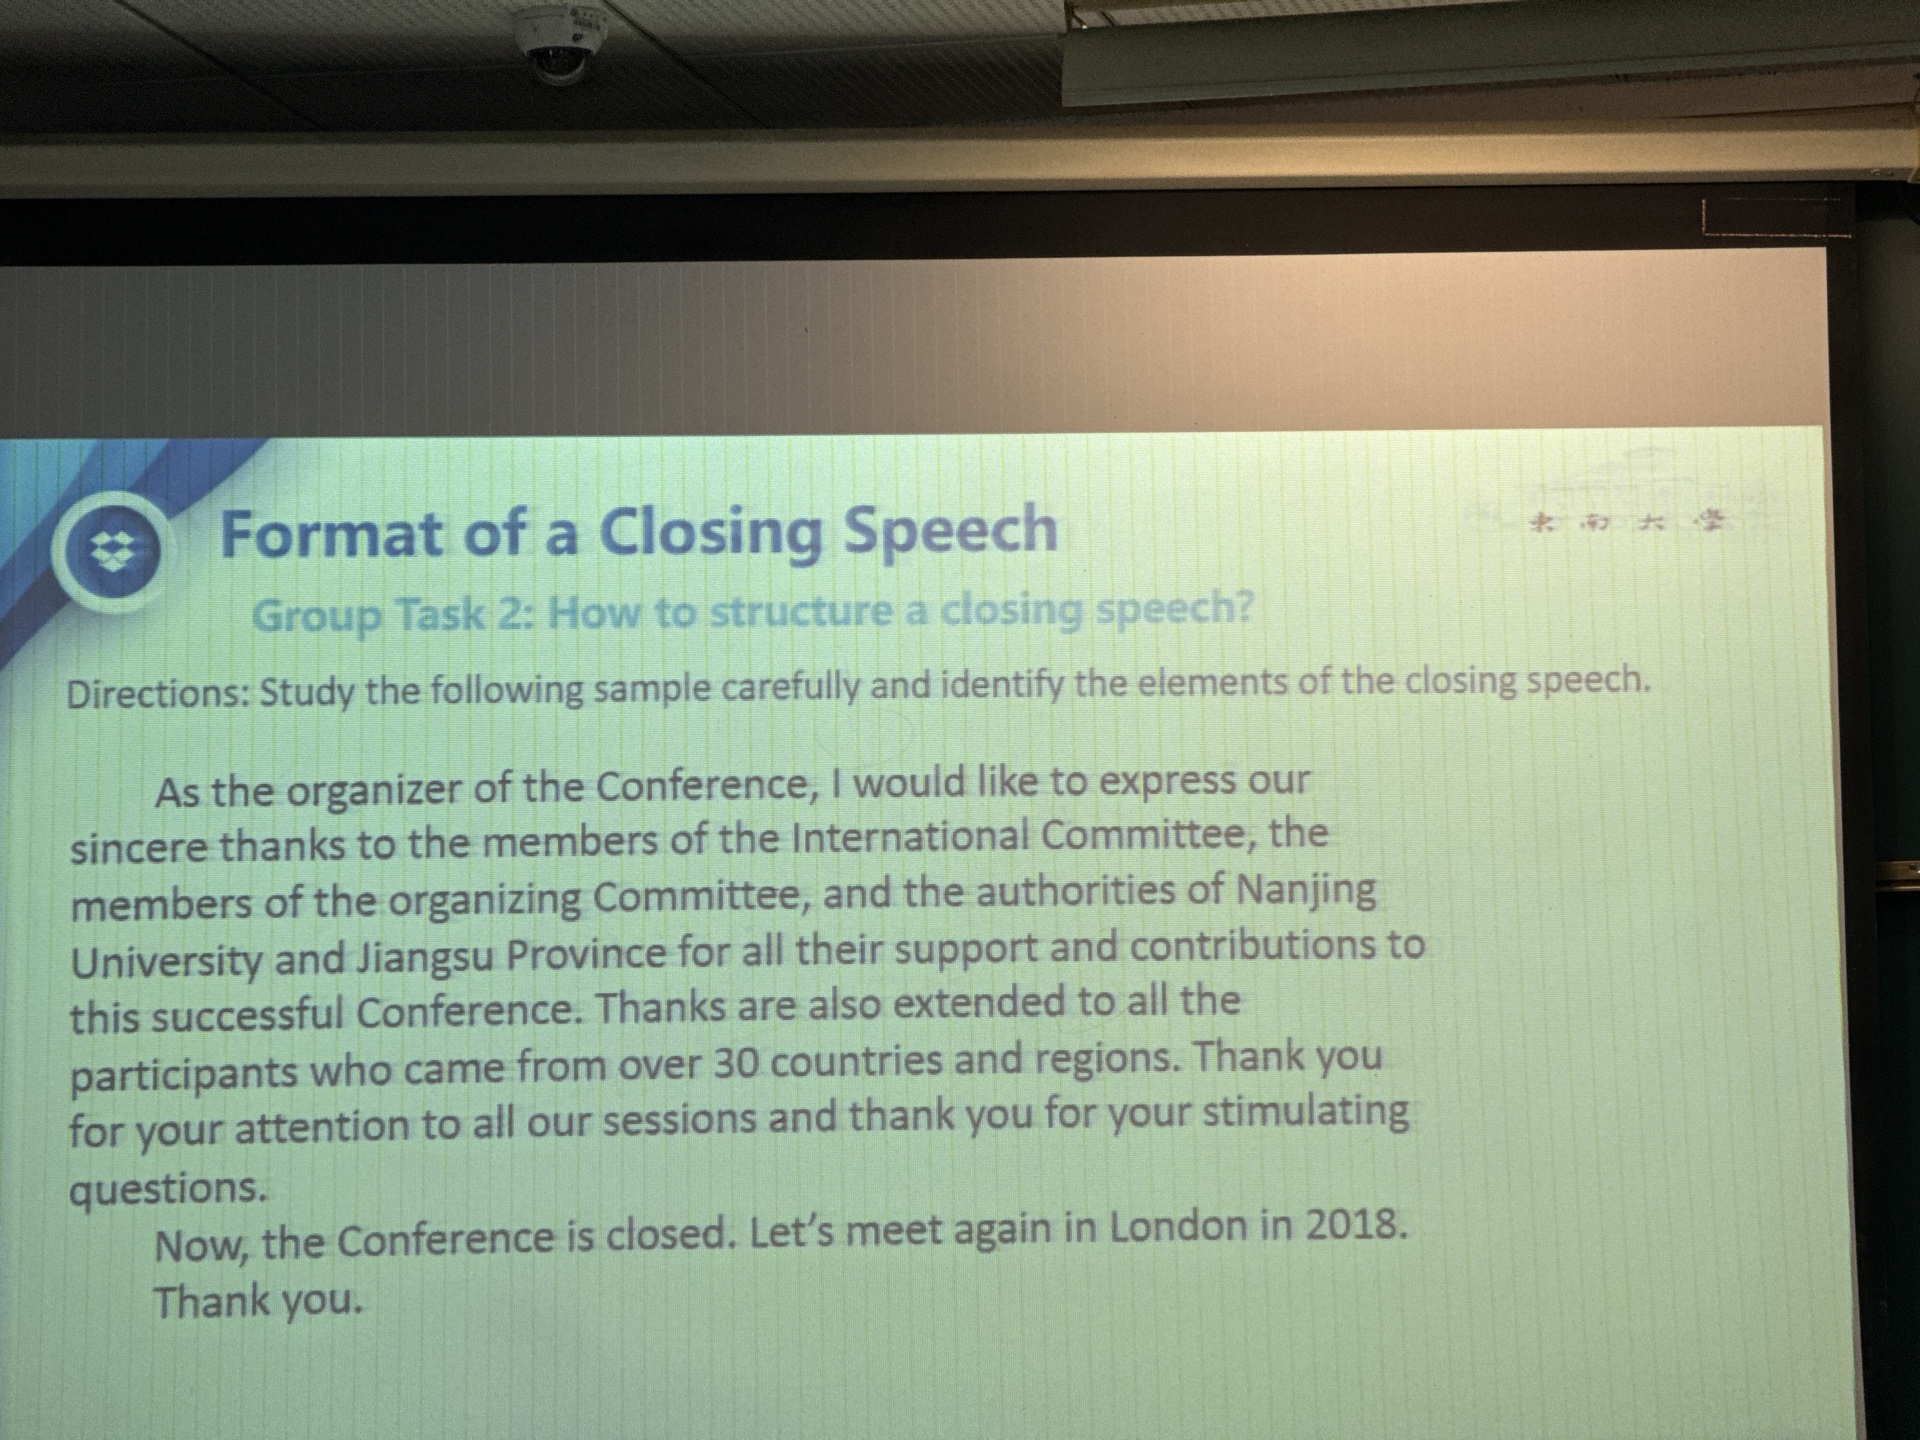 Format of a Closing Speech
东南大学
Group Task 2: How to structure a closing speech?
Directions: Study the following sample carefully and identify the elements of the closing speech.
As the organizer of the Conference, I would like to express our
sincere thanks to the members of the International Committee, the
members of the organizing Committee, and the authorities of Nanjing
University and Jiangsu Province for all their support and contributions to
this successful Conference. Thanks are also extended to all the
participants who came from over 30 countries and regions. Thank you
for your attention to all our sessions and thank you for your stimulating
questions.
Now, the Conference is closed. Let's meet again in London in 2018.
Thank you.